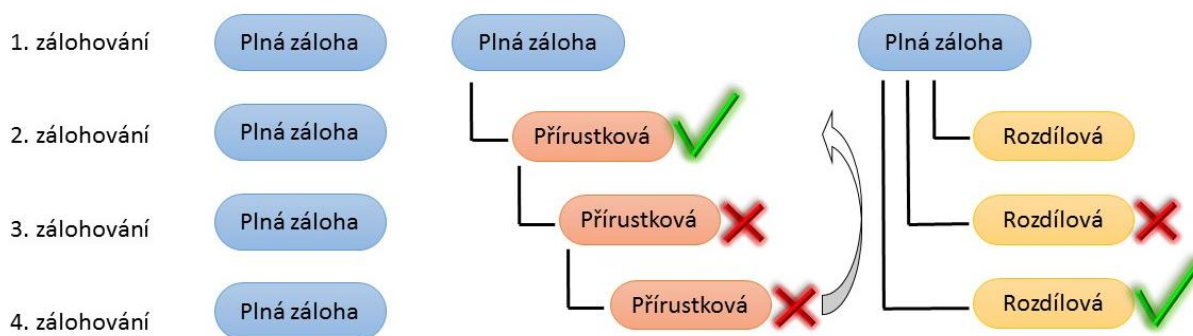 1. zálohování Plná záloha Plná záloha Plná záloha
2. zálohování Plná záloha Přírustková Rozdílová
3. zálohování Plná záloha Přírustková Rozdílová
4. zálohování Plná záloha Přírustková Rozdílová